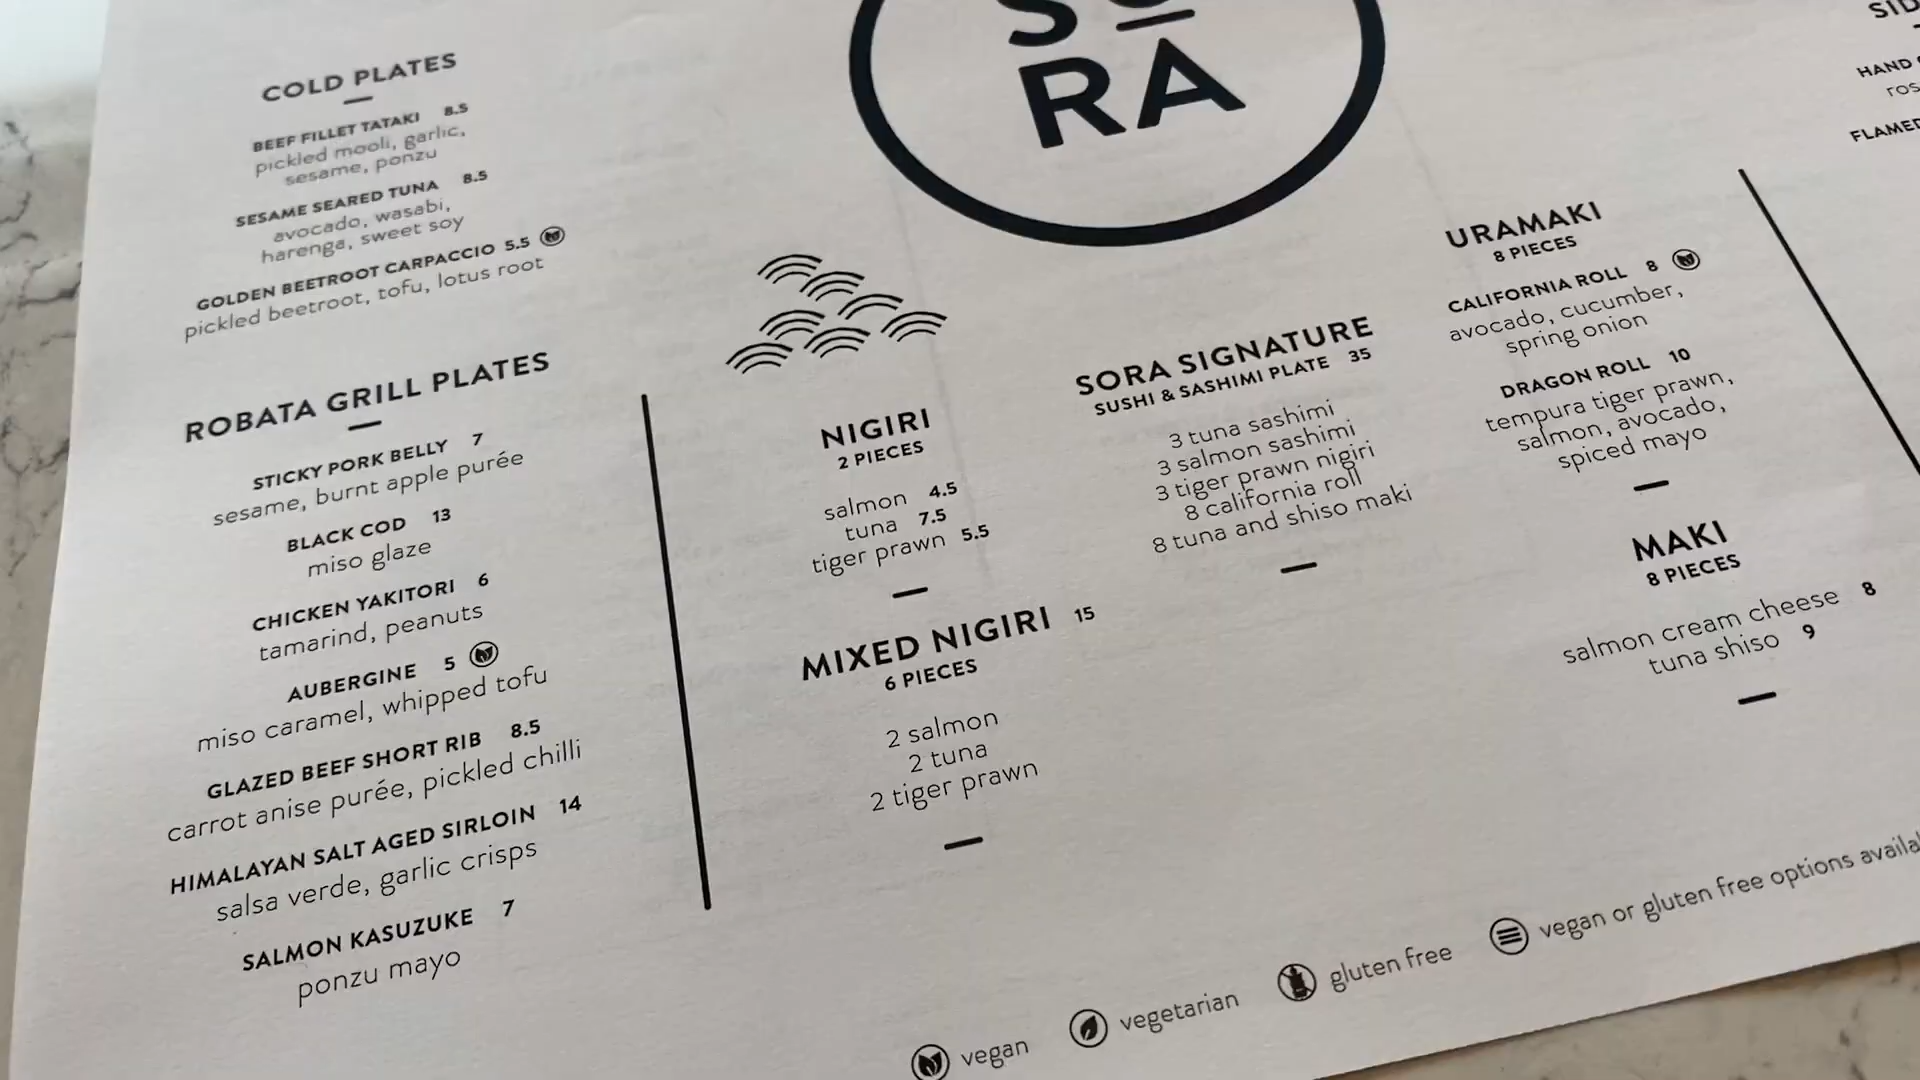 COLD PLATES
BEEF FILLET TATAKI 8.5
pickled mooli, garlic,
sesame, ponzu
SESAME SEARED TUNA 8.5
avocado, wasabi,
harenga, sweet soy
GOLDEN BEETROOT CARPACCIO 5.5
pickled beetroot, tofu, lotus root
ROBATA GRILL PLATES
STICKY PORK BELLY 7
sesame, burnt apple purée
BLACK COD 13
miso glaze
CHICKEN YAKITORI 6
tamarind, peanuts
AUBERGINE 5
miso caramel, whipped tofu
GLAZED BEEF SHORT RIB 8.5
carrot anise purée, pickled chilli
HIMALAYAN SALT AGED SIRLOIN 14
salsa verde, garlic crisps
SALMON KASUZUKE 7
ponzu mayo
SO
RA
NIGIRI
2 PIECES
salmon 4.5
tuna 7.5
tiger prawn 5.5
MIXED NIGIRI 15
6 PIECES
2 salmon
2 tuna
2 tiger prawn
SORA SIGNATURE
SUSHI & SASHIMI PLATE 35
3 tuna sashimi
3 salmon sashimi
3 tiger prawn nigiri
8 california roll
8 tuna and shiso maki
URAMAKI
8 PIECES
CALIFORNIA ROLL 8
avocado, cucumber,
spring onion
DRAGON ROLL 10
tempura tiger prawn,
salmon, avocado,
spiced mayo
MAKI
8 PIECES
salmon cream cheese 8
tuna shiso 9
SID
HAND
ros
FLAMED
vegan
vegetarian
gluten free
vegan or gluten free options availa